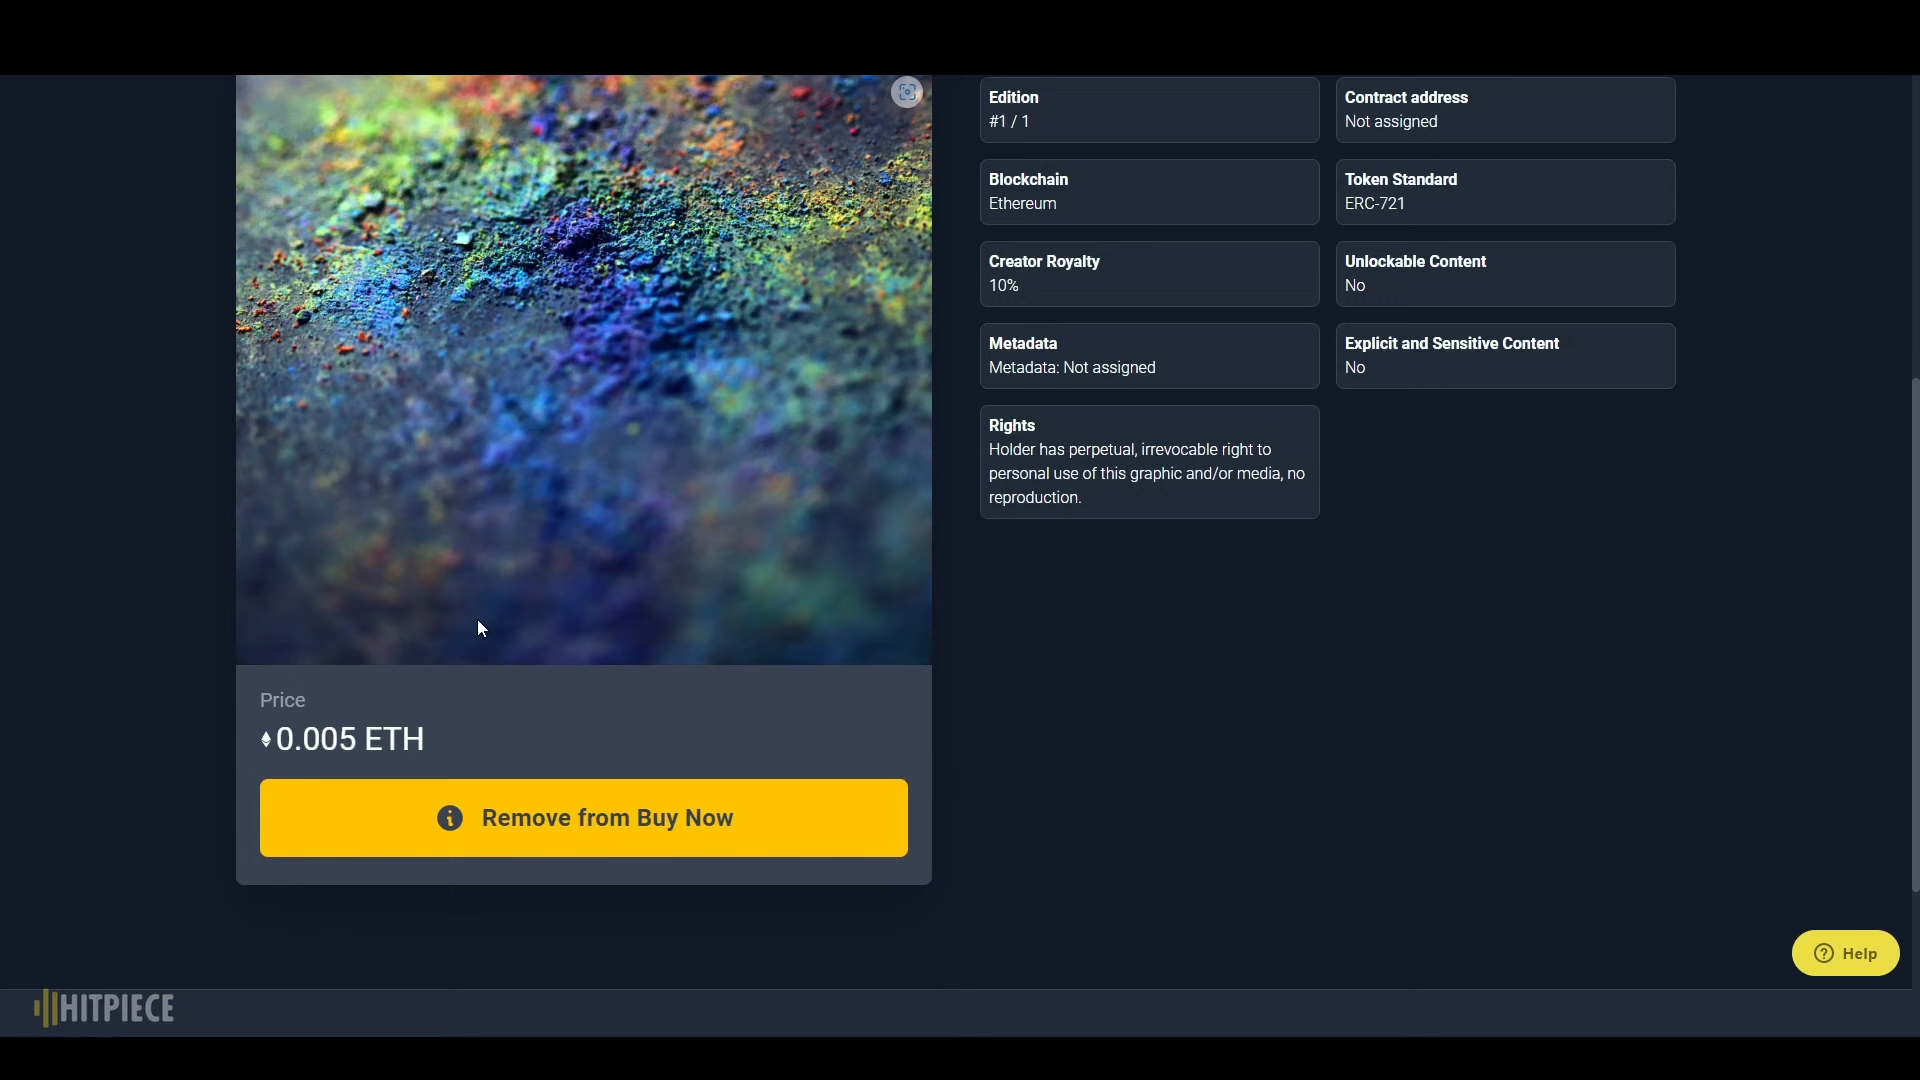 Edition
#1 / 1
Contract address
Not assigned
Blockchain
Ethereum
Token Standard
ERC-721
Creator Royalty
10%
Unlockable Content
No
Metadata
Metadata: Not assigned
Explicit and Sensitive Content
No
Rights
Holder has perpetual, irrevocable right to
personal use of this graphic and/or media, no
reproduction.
Price
0.005 ETH
Remove from Buy Now
Help
HITPIECE